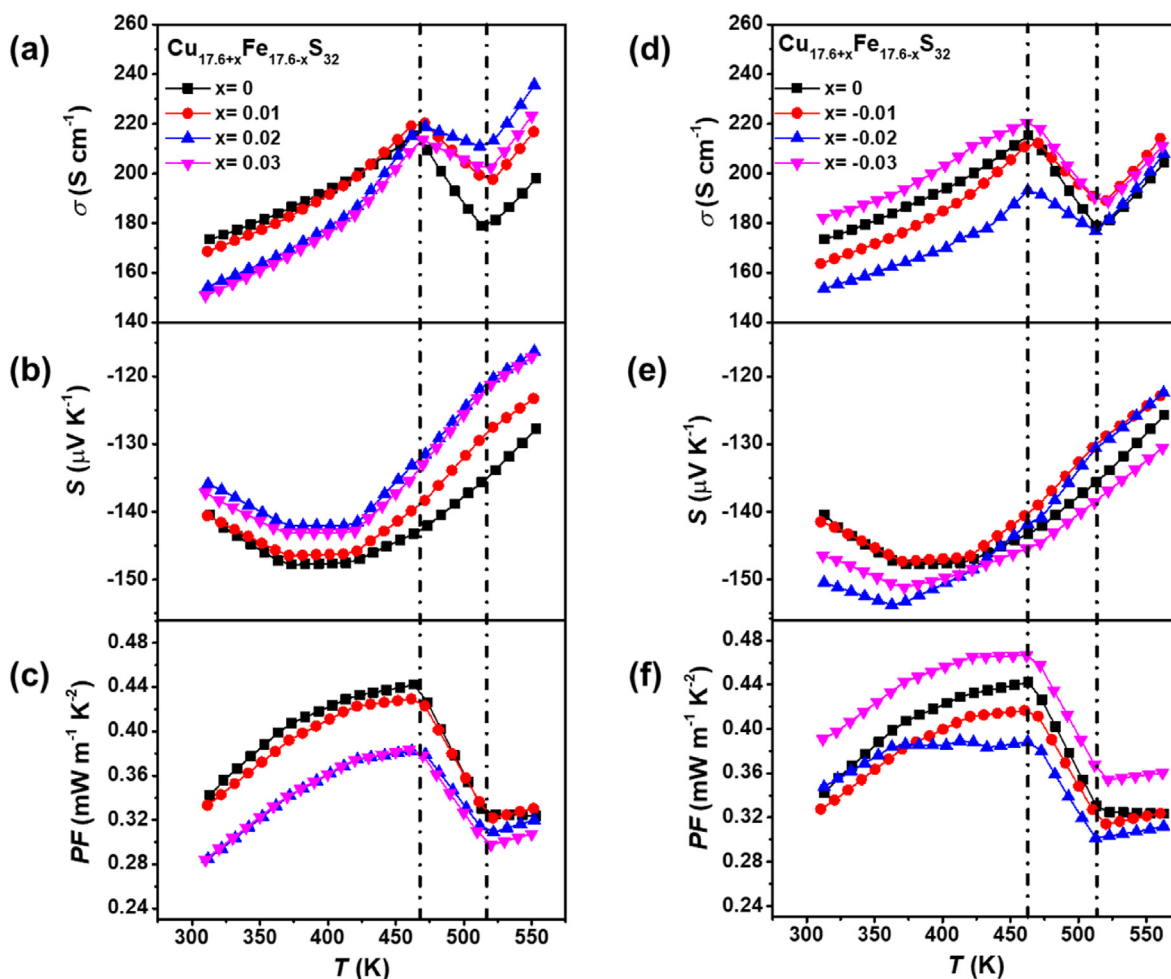 (a)
Cu17.6+xFe17.6-xS32
x= 0
x= 0.01
x= 0.02
x= 0.03
σ (S cm-1)
260
240
220
200
180
160
140
(b)
S (μV K-1)
-120
-130
-140
-150
(c)
PF (mW m-1 K-2)
0.48
0.44
0.40
0.36
0.32
0.28
0.24
300 350 400 450 500 550
T (K)
(d)
Cu17.6+xFe17.6-xS32
x= 0
x= -0.01
x= -0.02
x= -0.03
σ (S cm-1)
260
240
220
200
180
160
140
(e)
S (μV K-1)
-120
-130
-140
-150
(f)
PF (mW m-1 K-2)
0.48
0.44
0.40
0.36
0.32
0.28
0.24
300 350 400 450 500 550
T (K)